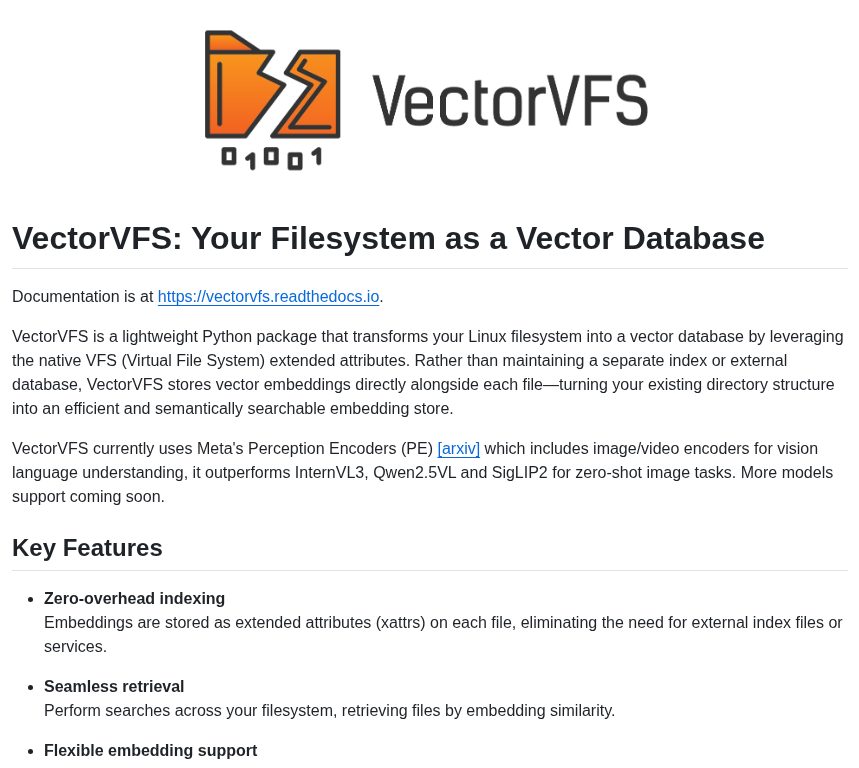 VectorVFS
01001
VectorVFS: Your Filesystem as a Vector Database
Documentation is at https://vectorvfs.readthedocs.io.
VectorVFS is a lightweight Python package that transforms your Linux filesystem into a vector database by leveraging
the native VFS (Virtual File System) extended attributes. Rather than maintaining a separate index or external
database, VectorVFS stores vector embeddings directly alongside each file—turning your existing directory structure
into an efficient and semantically searchable embedding store.
VectorVFS currently uses Meta's Perception Encoders (PE) [arxiv] which includes image/video encoders for vision
language understanding, it outperforms InternVL3, Qwen2.5VL and SigLIP2 for zero-shot image tasks. More models
support coming soon.
Key Features
• Zero-overhead indexing
Embeddings are stored as extended attributes (xattrs) on each file, eliminating the need for external index files or
services.
• Seamless retrieval
Perform searches across your filesystem, retrieving files by embedding similarity.
• Flexible embedding support